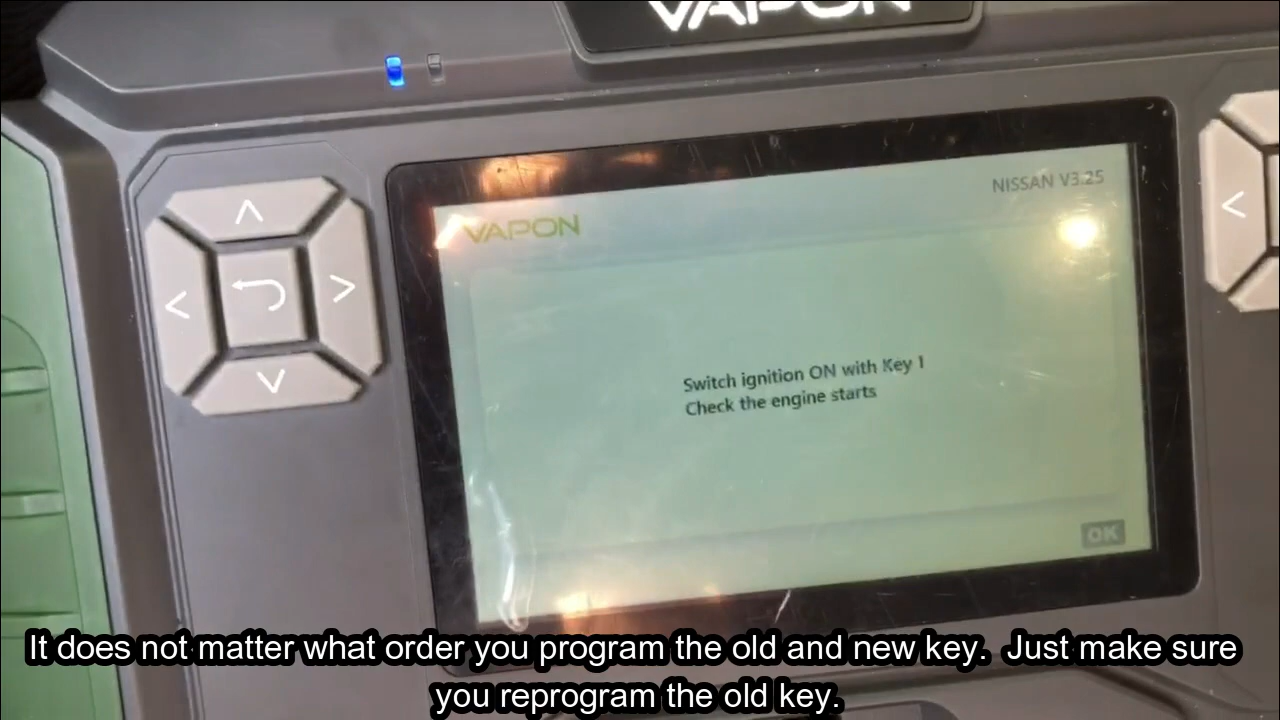 VAPON
NISSAN V3.25
VAPON
Switch ignition ON with Key 1
Check the engine starts
OK
It does not matter what order you program the old and new key. Just make sure
you reprogram the old key.